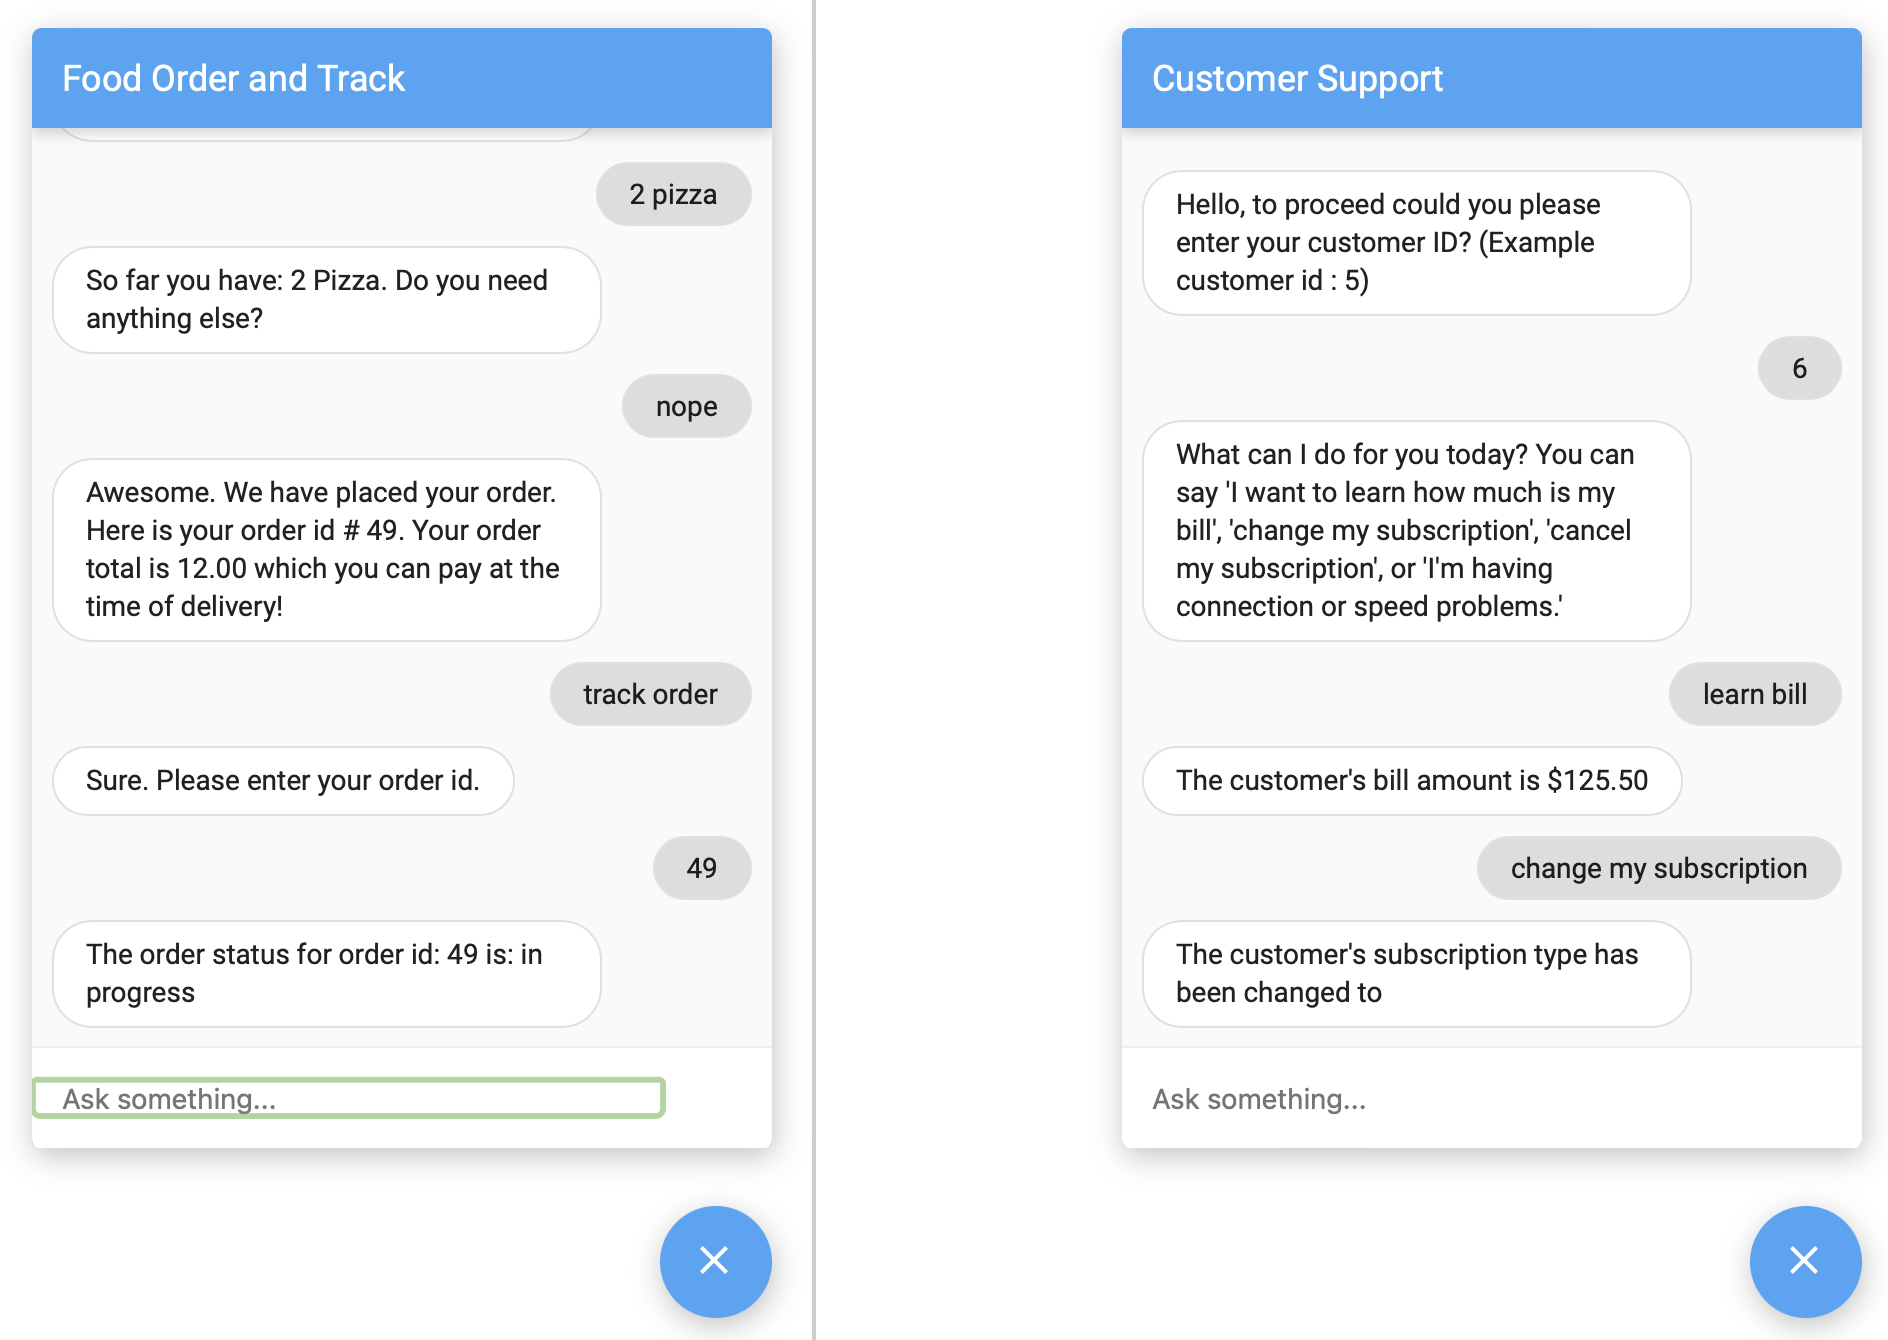 Food Order and Track
2 pizza
So far you have: 2 Pizza. Do you need
anything else?
nope
Awesome. We have placed your order.
Here is your order id # 49. Your order
total is 12.00 which you can pay at the
time of delivery!
track order
Sure. Please enter your order id.
49
The order status for order id: 49 is: in
progress
Ask something...
Customer Support
Hello, to proceed could you please
enter your customer ID? (Example
customer id : 5)
6
What can I do for you today? You can
say 'I want to learn how much is my
bill', 'change my subscription', 'cancel
my subscription', or 'I'm having
connection or speed problems.'
learn bill
The customer's bill amount is $125.50
change my subscription
The customer's subscription type has
been changed to
Ask something...